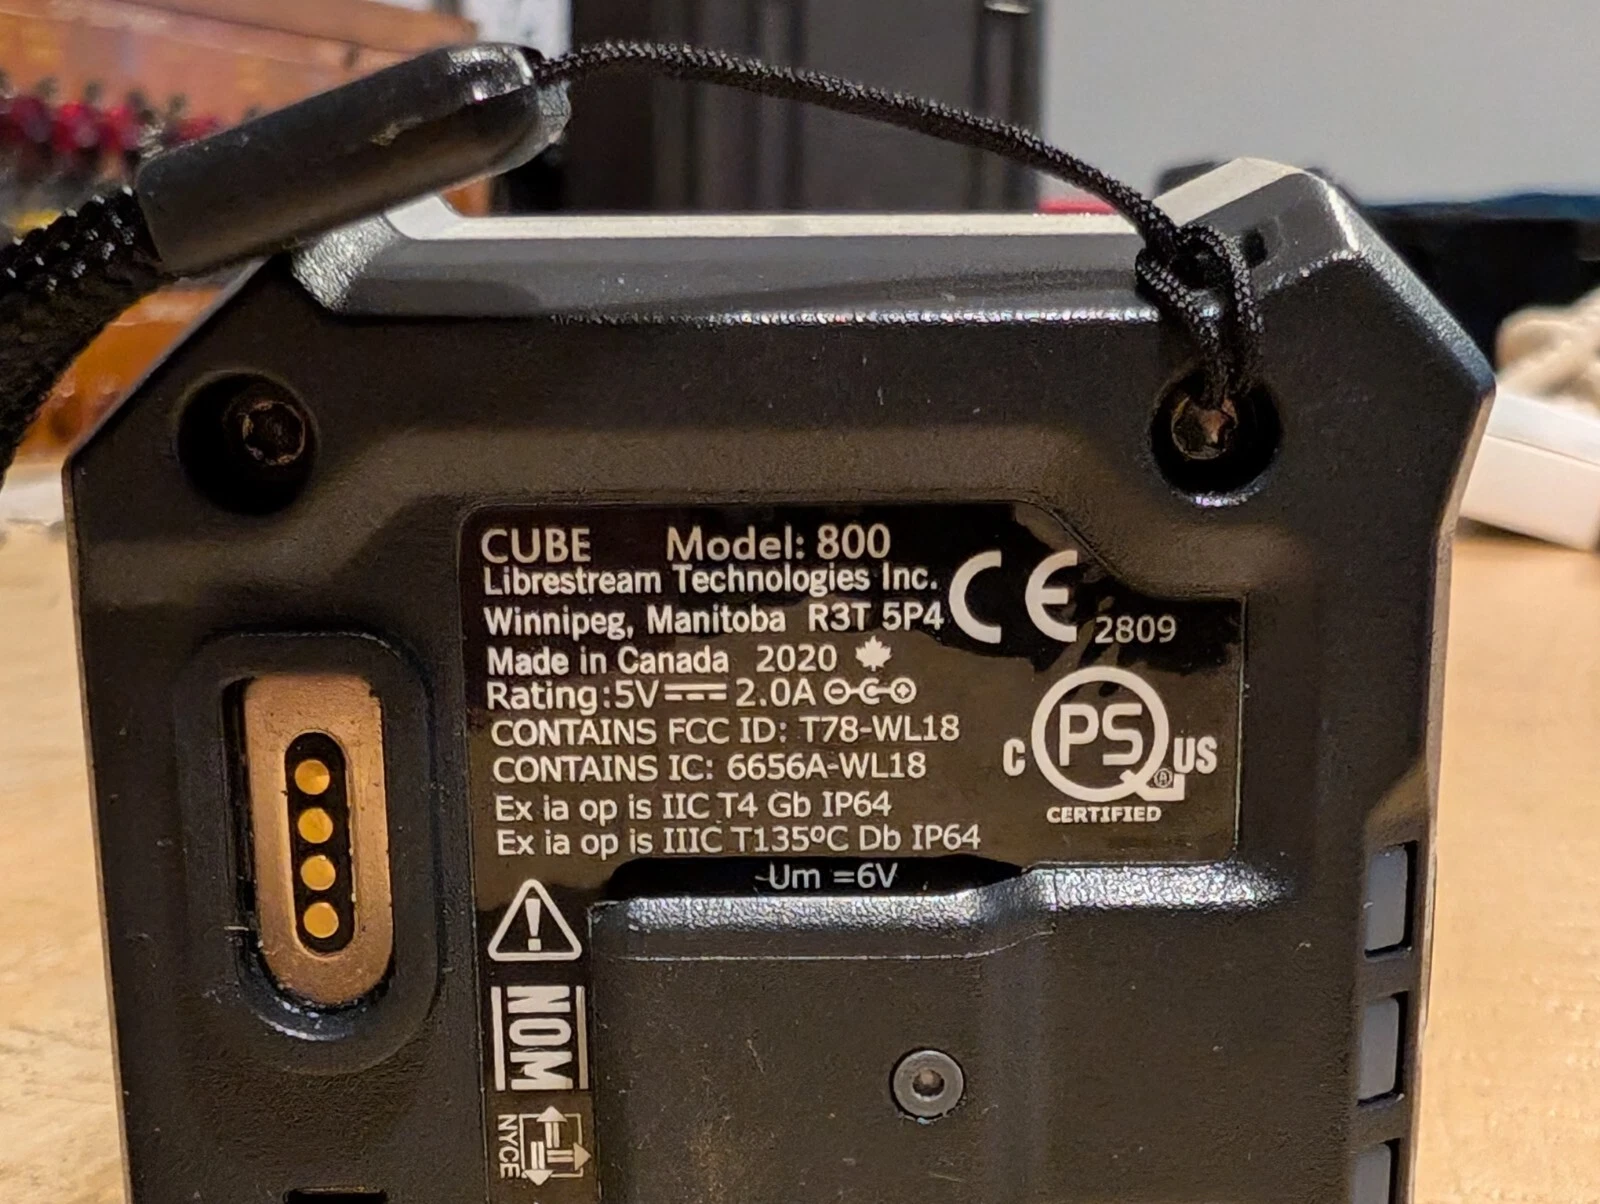 CUBE Model: 800
Librestream Technologies Inc.
Winnipeg, Manitoba R3T 5P4
CE 2809
Made in Canada 2020
Rating:5V 2.0A
CONTAINS FCC ID: T78-WL18
CONTAINS IC: 6656A-WL18
C PS US
CERTIFIED
Ex ia op is IIC T4 Gb IP64
Ex ia op is IIIC T135ºC Db IP64
Um =6V
NOM
NYCE